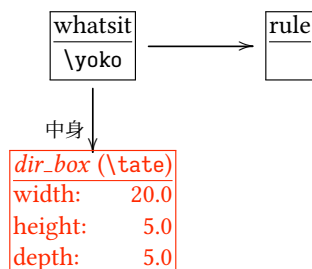 whatsit
\yoko
rule
中身
dir_box (\tate)
width: 20.0
height: 5.0
depth: 5.0